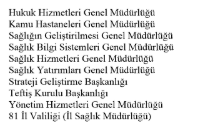 Hukuk Hizmetleri Genel Müdürlüğü
Kamu Hastaneleri Genel Müdürlüğü
Sağlığın Geliştirilmesi Genel Müdürlüğü
Sağlık Bilgi Sistemleri Genel Müdürlüğü
Sağlık Hizmetleri Genel Müdürlüğü
Sağlık Yatırımları Genel Müdürlüğü
Strateji Geliştirme Başkanlığı
Teftiş Kurulu Başkanlığı
Yönetim Hizmetleri Genel Müdürlüğü
81 İl Valiliği (İl Sağlık Müdürlüğü)